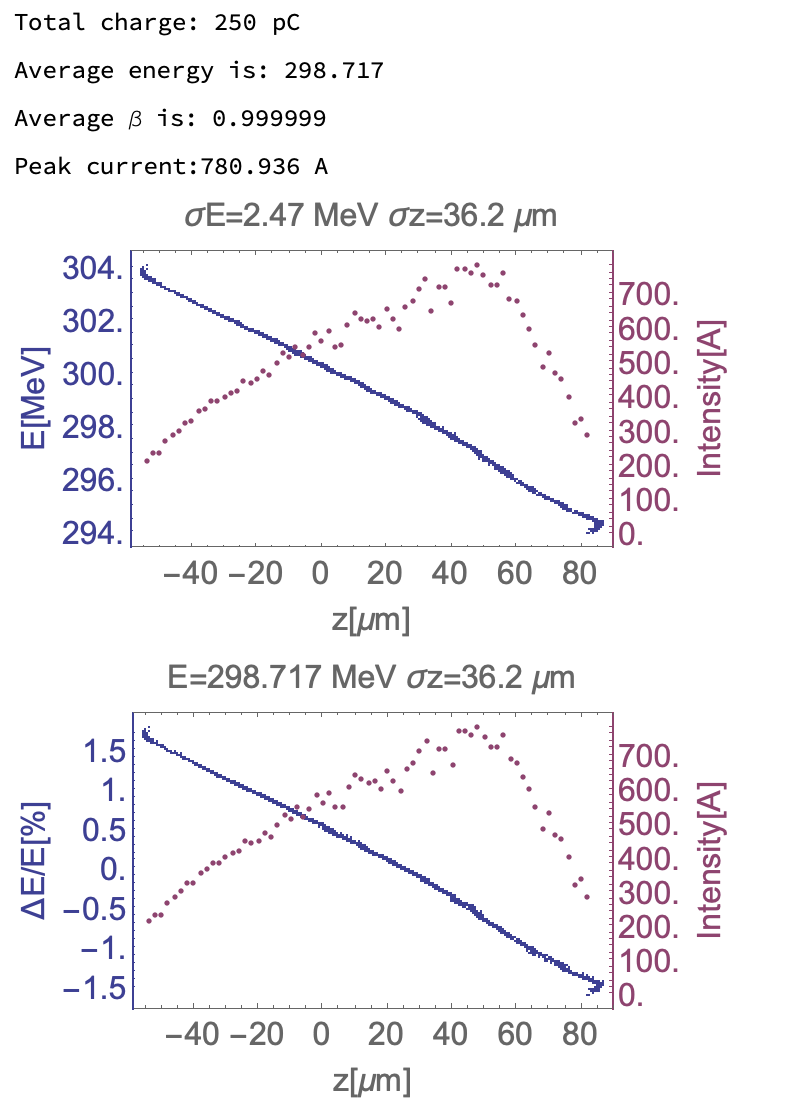 Total charge: 250 pC
Average energy is: 298.717
Average β is: 0.999999
Peak current:780.936 A
σE=2.47 MeV σz=36.2 μm
304.
302.
300.
298.
296.
294.
E[MeV]
700.
600.
500.
400.
300.
200.
100.
0.
Intensity[A]
−40 −20 0 20 40 60 80
z[μm]
E=298.717 MeV σz=36.2 μm
1.5
1.
0.5
0.
−0.5
−1.
−1.5
ΔE/E[%]
700.
600.
500.
400.
300.
200.
100.
0.
Intensity[A]
−40 −20 0 20 40 60 80
z[μm]